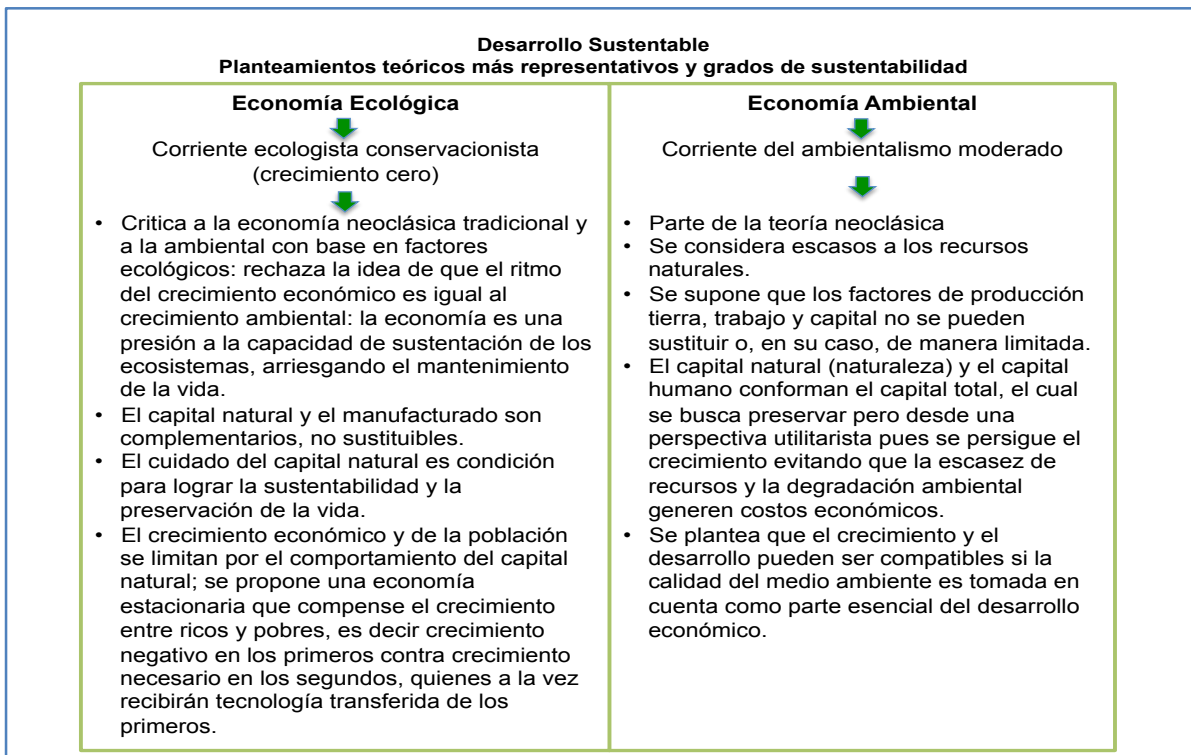 Desarrollo Sustentable
Planteamientos teóricos más representativos y grados de sustentabilidad
Economía Ecológica
Corriente ecologista conservacionista
(crecimiento cero)
• Critica a la economía neoclásica tradicional y
a la ambiental con base en factores
ecológicos: rechaza la idea de que el ritmo
del crecimiento económico es igual al
crecimiento ambiental: la economía es una
presión a la capacidad de sustentación de los
ecosistemas, arriesgando el mantenimiento
de la vida.
• El capital natural y el manufacturado son
complementarios, no sustituibles.
• El cuidado del capital natural es condición
para lograr la sustentabilidad y la
preservación de la vida.
• El crecimiento económico y de la población
se limitan por el comportamiento del capital
natural; se propone una economía
estacionaria que compense el crecimiento
entre ricos y pobres, es decir crecimiento
negativo en los primeros contra crecimiento
necesario en los segundos, quienes a la vez
recibirán tecnología transferida de los
primeros.
Economía Ambiental
Corriente del ambientalismo moderado
• Parte de la teoría neoclásica
• Se considera escasos a los recursos
naturales.
• Se supone que los factores de producción
tierra, trabajo y capital no se pueden
sustituir o, en su caso, de manera limitada.
• El capital natural (naturaleza) y el capital
humano conforman el capital total, el cual
se busca preservar pero desde una
perspectiva utilitarista pues se persigue el
crecimiento evitando que la escasez de
recursos y la degradación ambiental
generen costos económicos.
• Se plantea que el crecimiento y el
desarrollo pueden ser compatibles si la
calidad del medio ambiente es tomada en
cuenta como parte esencial del desarrollo
económico.